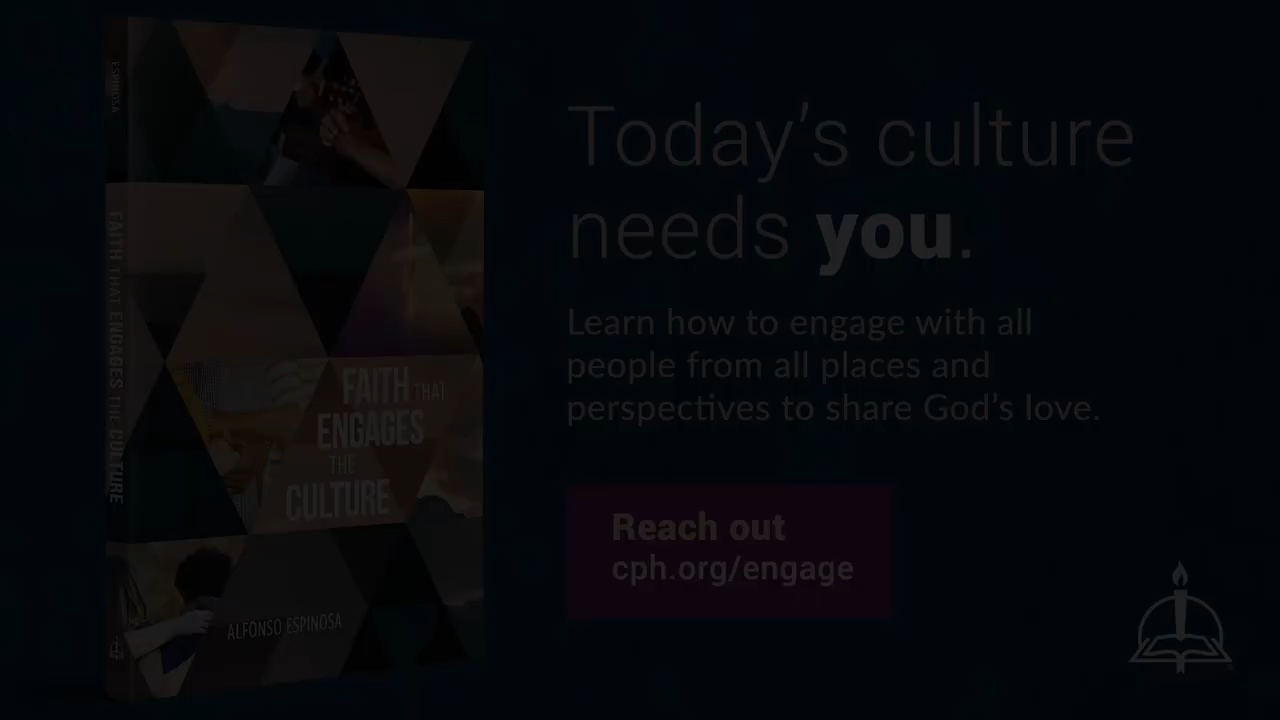 ESPINOSA
FAITH THAT ENGAGES THE CULTURE
FAITH THAT
ENGAGES
THE
CULTURE
ALFONSO ESPINOSA
Today’s culture
needs you.
Learn how to engage with all
people from all places and
perspectives to share God’s love.
Reach out
cph.org/engage